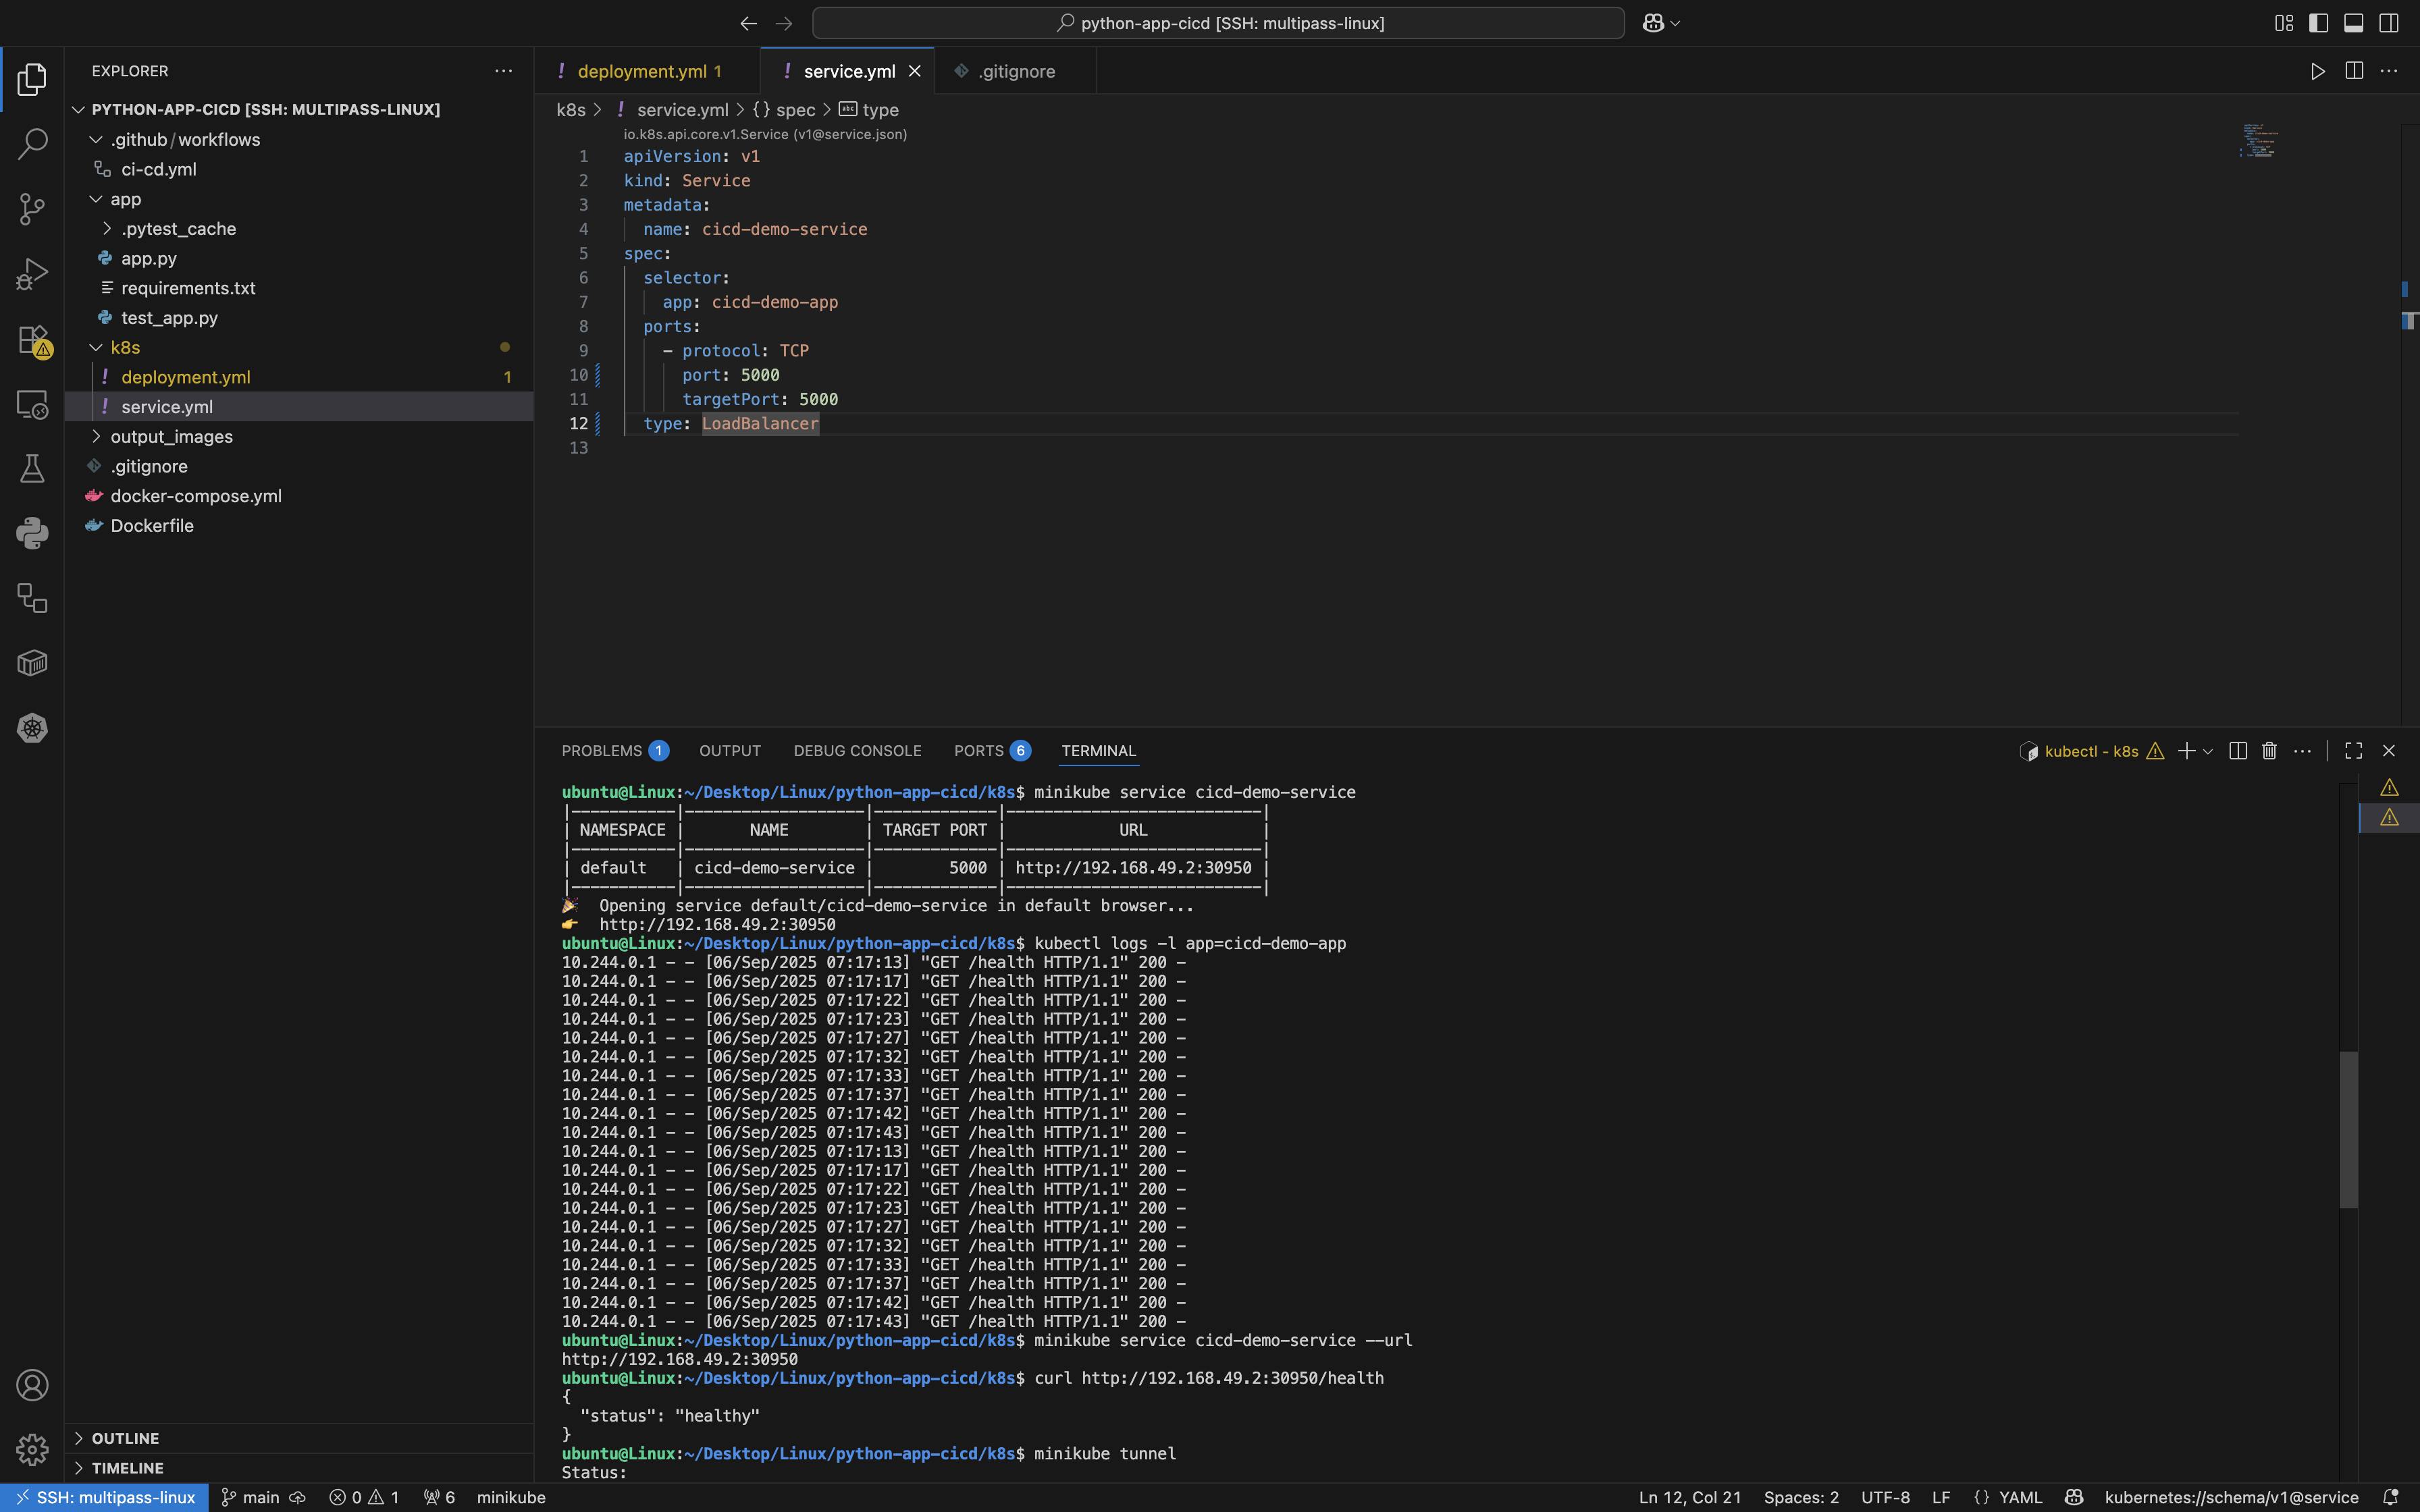 python-app-cicd [SSH: multipass-linux]
EXPLORER
PYTHON-APP-CICD [SSH: MULTIPASS-LINUX]
.github/workflows
ci-cd.yml
app
.pytest_cache
app.py
requirements.txt
test_app.py
k8s
deployment.yml 1
service.yml
output_images
.gitignore
docker-compose.yml
Dockerfile
OUTLINE
TIMELINE
deployment.yml 1
service.yml
.gitignore
k8s > ! service.yml > {} spec > abc type
io.k8s.api.core.v1.Service (v1@service.json)
1 apiVersion: v1
2 kind: Service
3 metadata:
4 name: cicd-demo-service
5 spec:
6 selector:
7 app: cicd-demo-app
8 ports:
9 - protocol: TCP
10 port: 5000
11 targetPort: 5000
12 type: LoadBalancer
13
PROBLEMS 1 OUTPUT DEBUG CONSOLE PORTS 6 TERMINAL
kubectl - k8s
ubuntu@Linux:~/Desktop/Linux/python-app-cicd/k8s$ minikube service cicd-demo-service
|-----------|-------------------|-------------|---------------------------|
| NAMESPACE | NAME | TARGET PORT | URL |
|-----------|-------------------|-------------|---------------------------|
| default | cicd-demo-service | 5000 | http://192.168.49.2:30950 |
|-----------|-------------------|-------------|---------------------------|
🎉 Opening service default/cicd-demo-service in default browser...
👉 http://192.168.49.2:30950
ubuntu@Linux:~/Desktop/Linux/python-app-cicd/k8s$ kubectl logs -l app=cicd-demo-app
10.244.0.1 - - [06/Sep/2025 07:17:13] "GET /health HTTP/1.1" 200 -
10.244.0.1 - - [06/Sep/2025 07:17:17] "GET /health HTTP/1.1" 200 -
10.244.0.1 - - [06/Sep/2025 07:17:22] "GET /health HTTP/1.1" 200 -
10.244.0.1 - - [06/Sep/2025 07:17:23] "GET /health HTTP/1.1" 200 -
10.244.0.1 - - [06/Sep/2025 07:17:27] "GET /health HTTP/1.1" 200 -
10.244.0.1 - - [06/Sep/2025 07:17:32] "GET /health HTTP/1.1" 200 -
10.244.0.1 - - [06/Sep/2025 07:17:33] "GET /health HTTP/1.1" 200 -
10.244.0.1 - - [06/Sep/2025 07:17:37] "GET /health HTTP/1.1" 200 -
10.244.0.1 - - [06/Sep/2025 07:17:42] "GET /health HTTP/1.1" 200 -
10.244.0.1 - - [06/Sep/2025 07:17:43] "GET /health HTTP/1.1" 200 -
10.244.0.1 - - [06/Sep/2025 07:17:13] "GET /health HTTP/1.1" 200 -
10.244.0.1 - - [06/Sep/2025 07:17:17] "GET /health HTTP/1.1" 200 -
10.244.0.1 - - [06/Sep/2025 07:17:22] "GET /health HTTP/1.1" 200 -
10.244.0.1 - - [06/Sep/2025 07:17:23] "GET /health HTTP/1.1" 200 -
10.244.0.1 - - [06/Sep/2025 07:17:27] "GET /health HTTP/1.1" 200 -
10.244.0.1 - - [06/Sep/2025 07:17:32] "GET /health HTTP/1.1" 200 -
10.244.0.1 - - [06/Sep/2025 07:17:33] "GET /health HTTP/1.1" 200 -
10.244.0.1 - - [06/Sep/2025 07:17:37] "GET /health HTTP/1.1" 200 -
10.244.0.1 - - [06/Sep/2025 07:17:42] "GET /health HTTP/1.1" 200 -
10.244.0.1 - - [06/Sep/2025 07:17:43] "GET /health HTTP/1.1" 200 -
ubuntu@Linux:~/Desktop/Linux/python-app-cicd/k8s$ minikube service cicd-demo-service --url
http://192.168.49.2:30950
ubuntu@Linux:~/Desktop/Linux/python-app-cicd/k8s$ curl http://192.168.49.2:30950/health
{
"status": "healthy"
}
ubuntu@Linux:~/Desktop/Linux/python-app-cicd/k8s$ minikube tunnel
Status:
SSH: multipass-linux main 0 1 6 minikube Ln 12, Col 21 Spaces: 2 UTF-8 LF {} YAML kubernetes://schema/v1@service